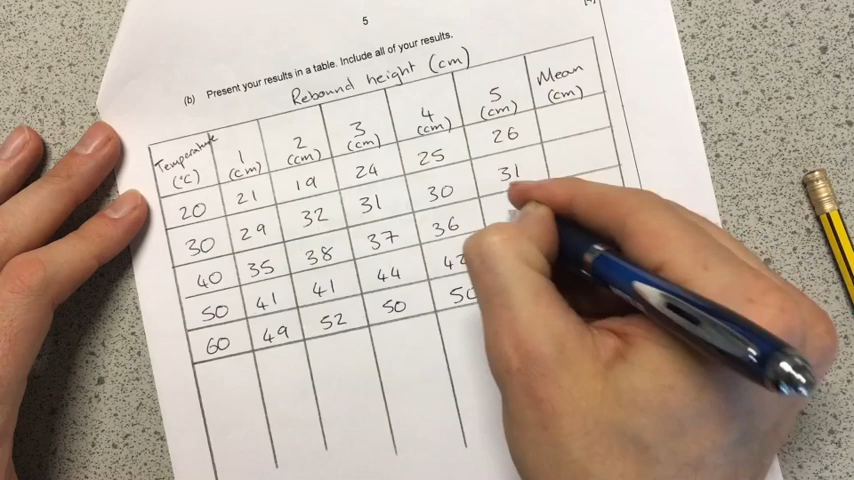 5
(b) Present your results in a table. Include all of your results.
Rebound height (cm)
Temperature (°C) 1 (cm) 2 (cm) 3 (cm) 4 (cm) 5 (cm) Mean (cm)
20 21 19 24 25 26
30 29 32 31 30 31
40 35 38 37 36
50 41 41 44 42
60 49 52 50 50